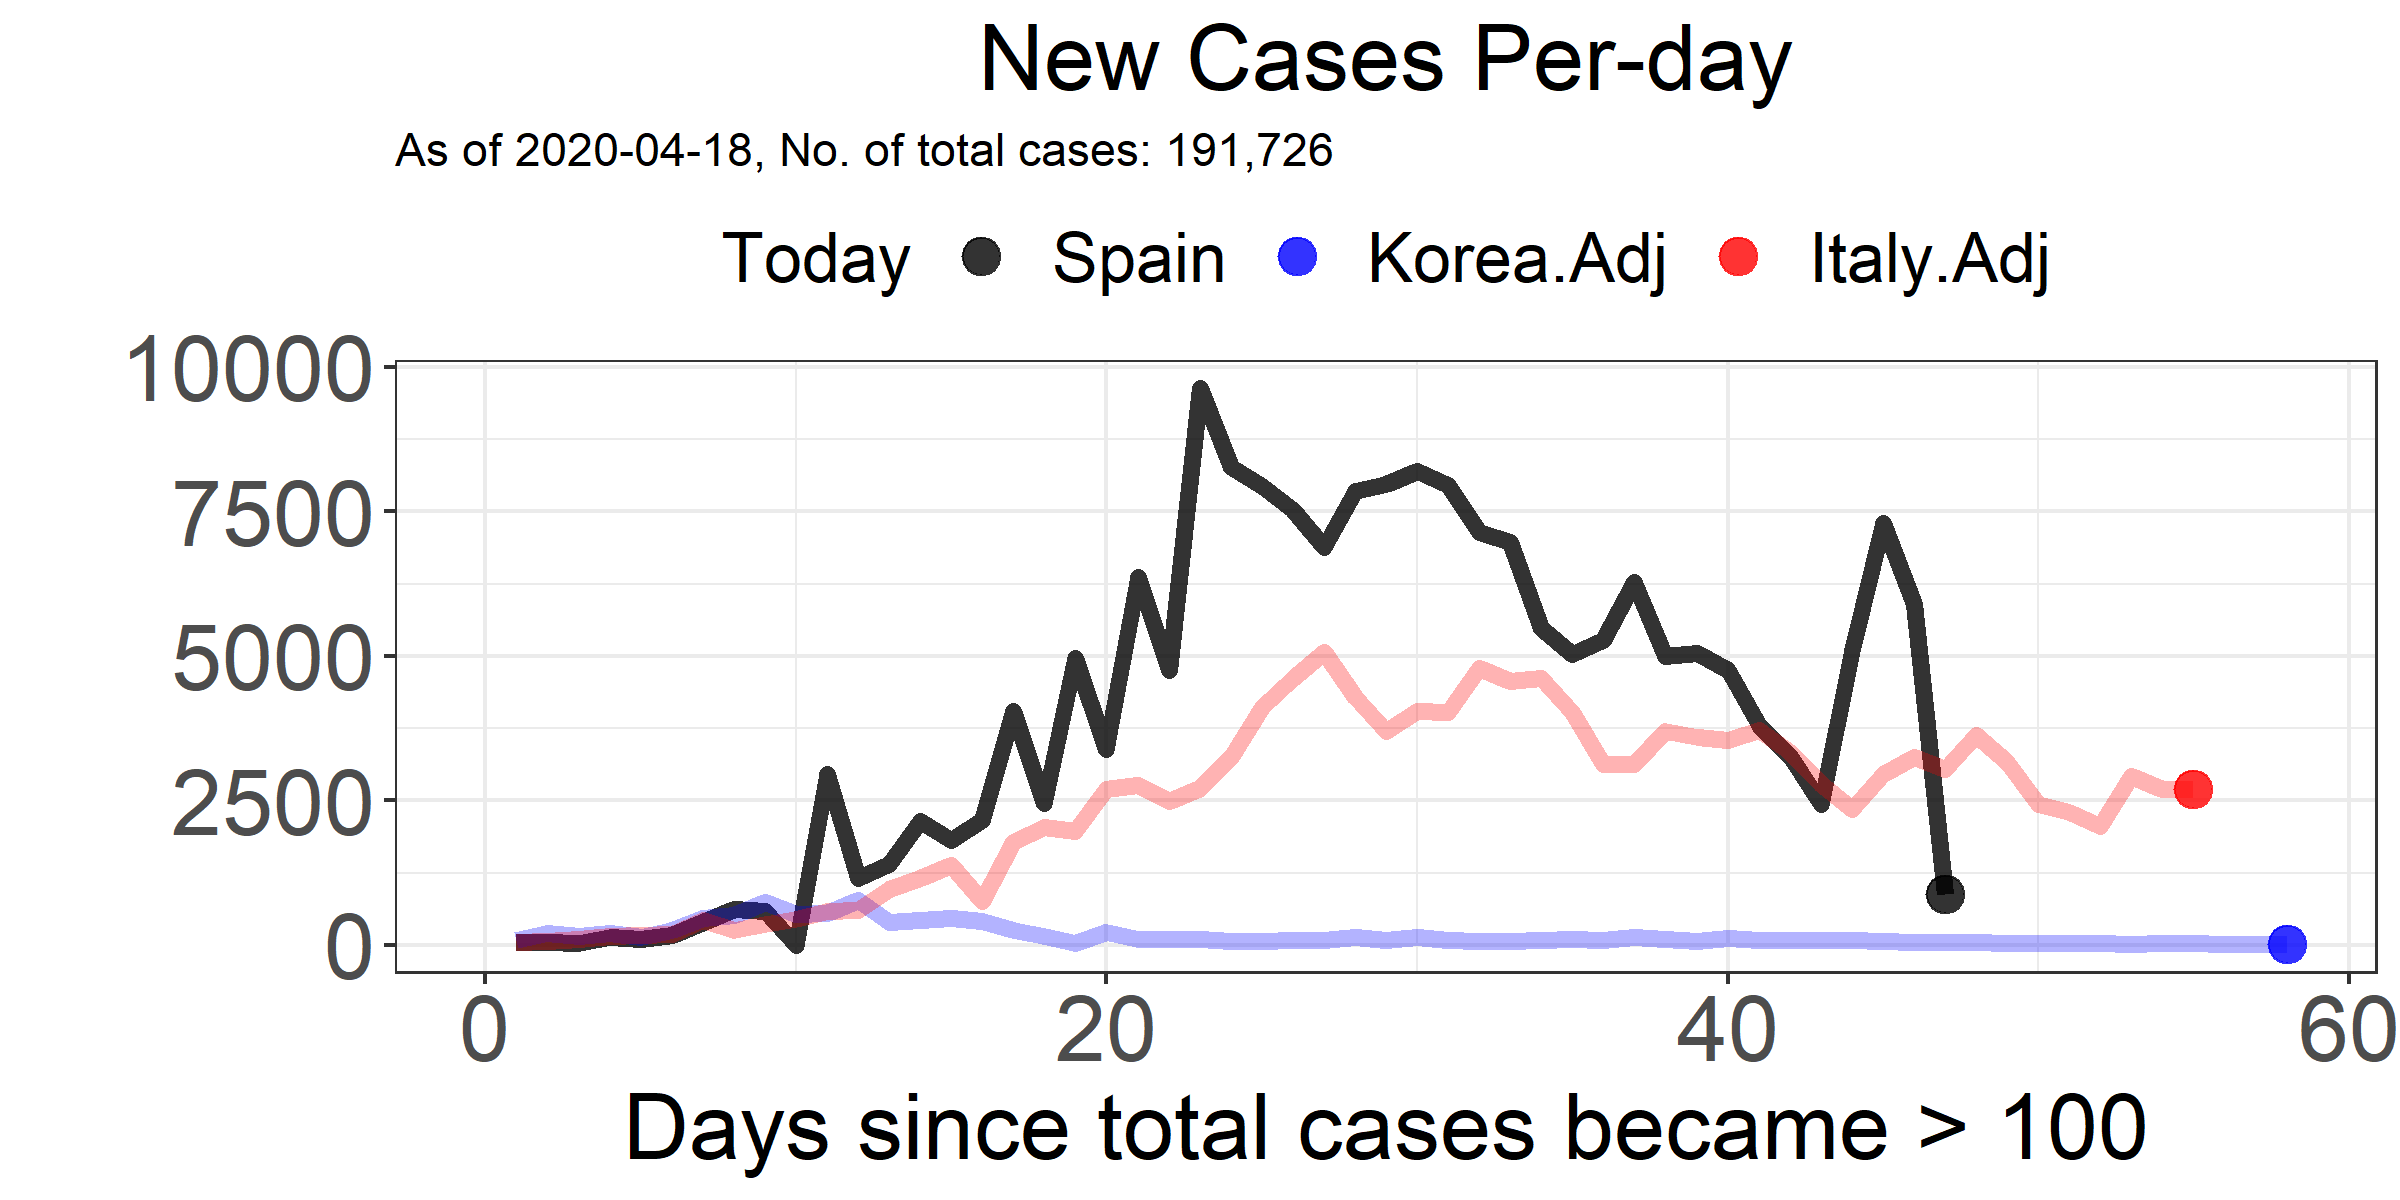 New Cases Per-day
As of 2020-04-18, No. of total cases: 191,726
Today Spain Korea.Adj Italy.Adj
10000
7500
5000
2500
0
0 20 40 60
Days since total cases became > 100